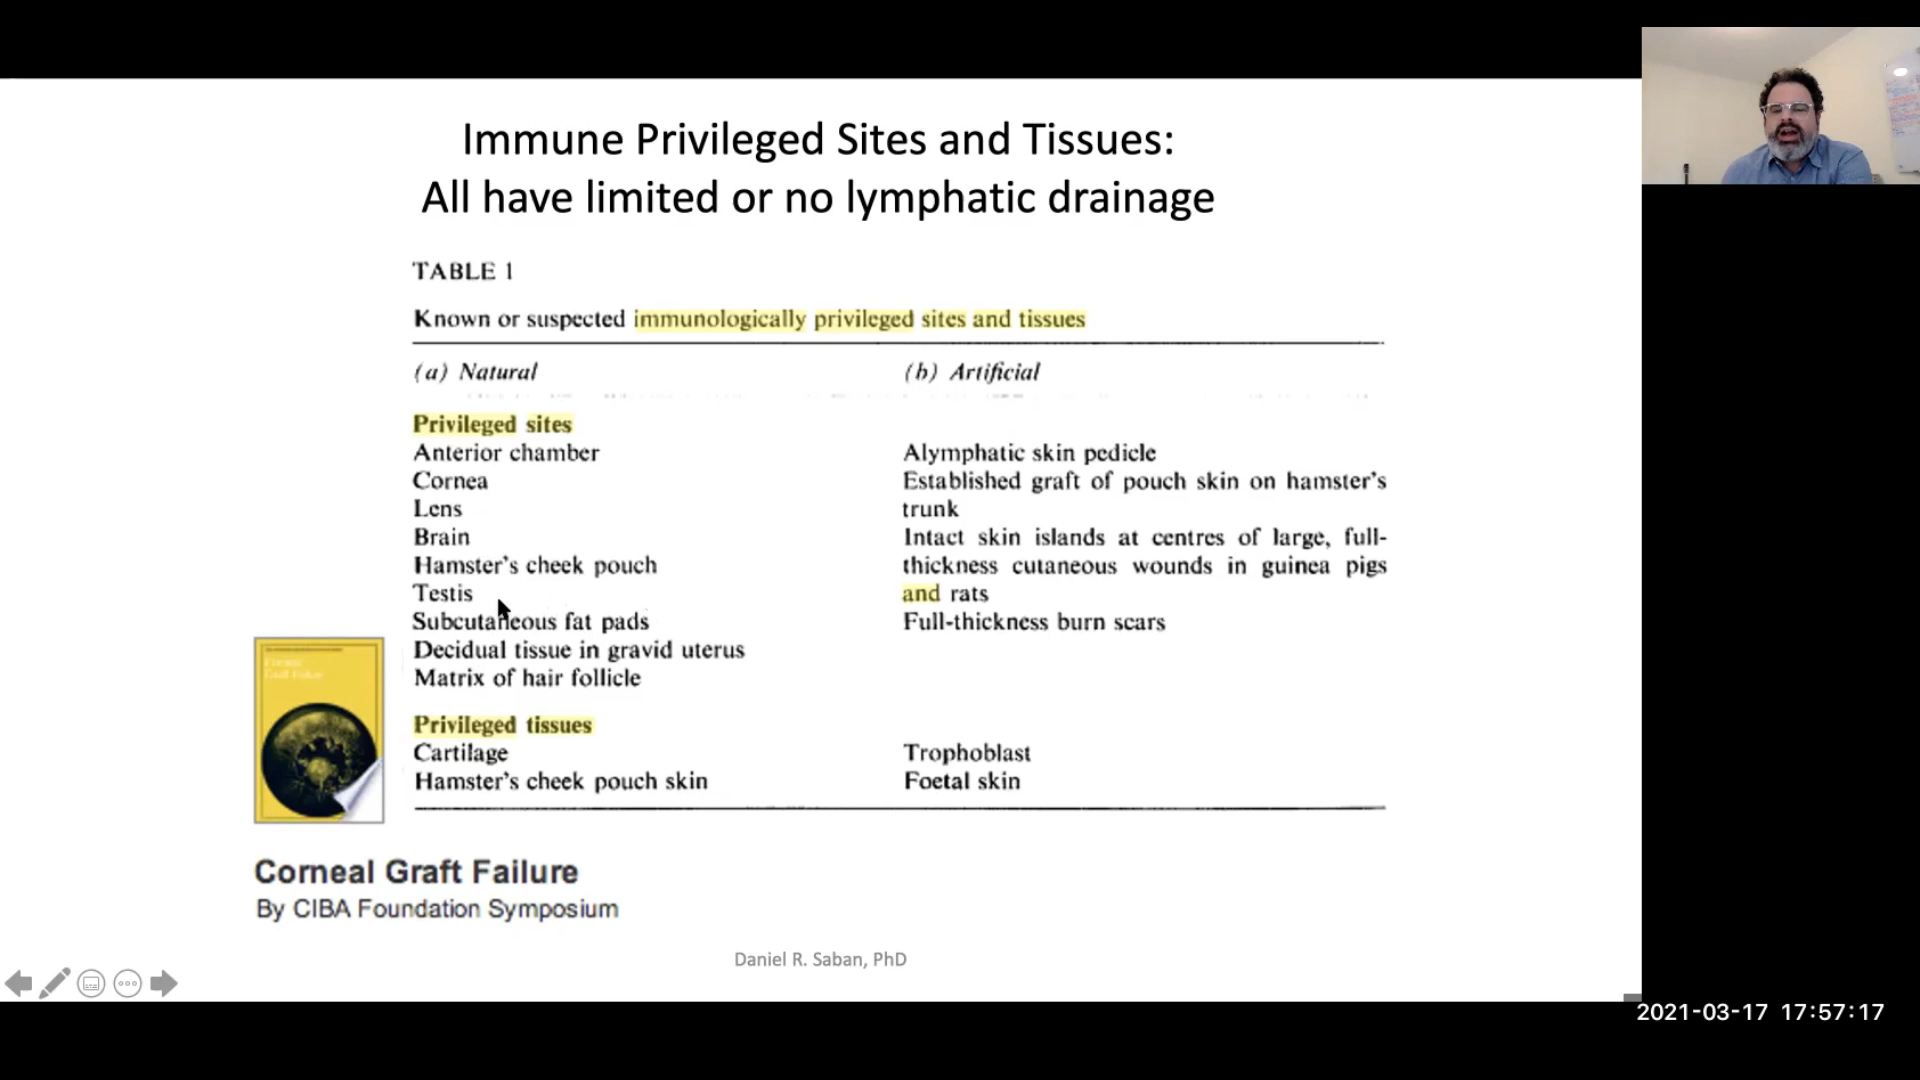 Immune Privileged Sites and Tissues:
All have limited or no lymphatic drainage
TABLE 1
Known or suspected immunologically privileged sites and tissues
(a) Natural
(b) Artificial
Privileged sites
Anterior chamber
Cornea
Lens
Brain
Hamster's cheek pouch
Testis
Subcutaneous fat pads
Decidual tissue in gravid uterus
Matrix of hair follicle
Alymphatic skin pedicle
Established graft of pouch skin on hamster's
trunk
Intact skin islands at centres of large, full-
thickness cutaneous wounds in guinea pigs
and rats
Full-thickness burn scars
Privileged tissues
Cartilage
Hamster's cheek pouch skin
Trophoblast
Foetal skin
Corneal Graft Failure
By CIBA Foundation Symposium
Daniel R. Saban, PhD
2021-03-17 17:57:17